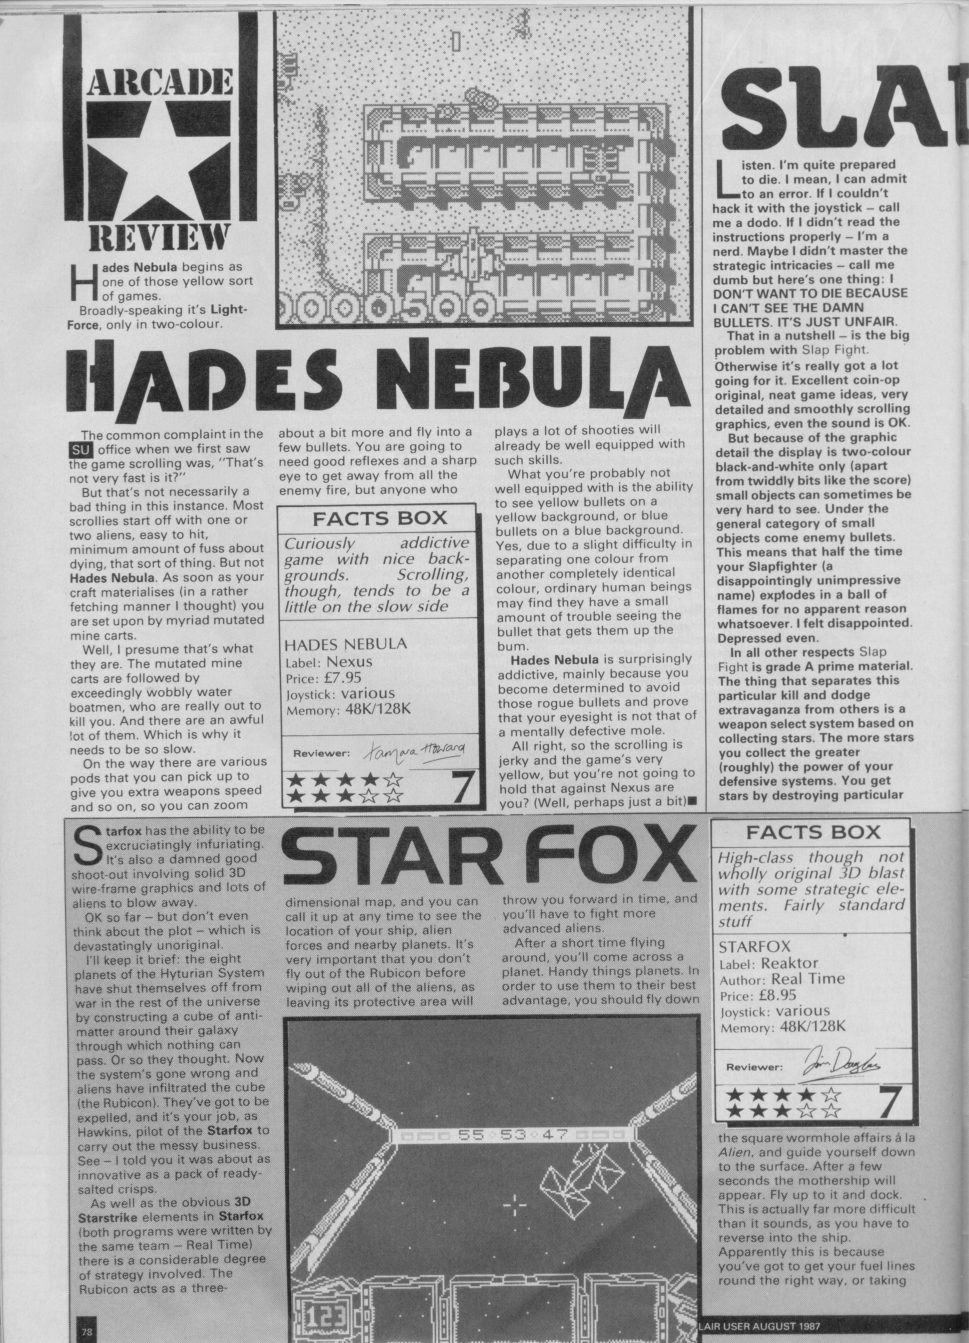 ARCADE
REVIEW
Hades Nebula begins as
one of those yellow sort
of games.
Broadly-speaking it's Light-
Force, only in two-colour.
000500
HADES NEBULA
The common complaint in the
SU office when we first saw
the game scrolling was, "That's
not very fast is it?"
But that's not necessarily a
bad thing in this instance. Most
scrollies start off with one or
two aliens, easy to hit,
minimum amount of fuss about
dying, that sort of thing. But not
Hades Nebula. As soon as your
craft materialises (in a rather
fetching manner I thought) you
are set upon by myriad mutated
mine carts.
Well, I presume that's what
they are. The mutated mine
carts are followed by
exceedingly wobbly water
boatmen, who are really out to
kill you. And there are an awful
lot of them. Which is why it
needs to be so slow.
On the way there are various
pods that you can pick up to
give you extra weapons speed
and so on, so you can zoom
about a bit more and fly into a
few bullets. You are going to
need good reflexes and a sharp
eye to get away from all the
enemy fire, but anyone who
FACTS BOX
Curiously addictive
game with nice back-
grounds. Scrolling,
though, tends to be a
little on the slow side
HADES NEBULA
Label: Nexus
Price: £7.95
Joystick: various
Memory: 48K/128K
Reviewer: Tamara Howard
7
plays a lot of shooties will
already be well equipped with
such skills.
What you're probably not
well equipped with is the ability
to see yellow bullets on a
yellow background, or blue
bullets on a blue background.
Yes, due to a slight difficulty in
separating one colour from
another completely identical
colour, ordinary human beings
may find they have a small
amount of trouble seeing the
bullet that gets them up the
bum.
Hades Nebula is surprisingly
addictive, mainly because you
become determined to avoid
those rogue bullets and prove
that your eyesight is not that of
a mentally defective mole.
All right, so the scrolling is
jerky and the game's very
yellow, but you're not going to
hold that against Nexus are
you? (Well, perhaps just a bit)■
SLA
Listen. I'm quite prepared
to die. I mean, I can admit
to an error. If I couldn't
hack it with the joystick – call
me a dodo. If I didn't read the
instructions properly – I'm a
nerd. Maybe I didn't master the
strategic intricacies – call me
dumb but here's one thing: I
DON'T WANT TO DIE BECAUSE
I CAN'T SEE THE DAMN
BULLETS. IT'S JUST UNFAIR.
That in a nutshell – is the big
problem with Slap Fight.
Otherwise it's really got a lot
going for it. Excellent coin-op
original, neat game ideas, very
detailed and smoothly scrolling
graphics, even the sound is OK.
But because of the graphic
detail the display is two-colour
black-and-white only (apart
from twiddly bits like the score)
small objects can sometimes be
very hard to see. Under the
general category of small
objects come enemy bullets.
This means that half the time
your Slapfighter (a
disappointingly unimpressive
name) explodes in a ball of
flames for no apparent reason
whatsoever. I felt disappointed.
Depressed even.
In all other respects Slap
Fight is grade A prime material.
The thing that separates this
particular kill and dodge
extravaganza from others is a
weapon select system based on
collecting stars. The more stars
you collect the greater
(roughly) the power of your
defensive systems. You get
stars by destroying particular
STAR FOX
Starfox has the ability to be
excruciatingly infuriating.
It's also a damned good
shoot-out involving solid 3D
wire-frame graphics and lots of
aliens to blow away.
OK so far – but don't even
think about the plot – which is
devastatingly unoriginal.
I'll keep it brief: the eight
planets of the Hyturian System
have shut themselves off from
war in the rest of the universe
by constructing a cube of anti-
matter around their galaxy
through which nothing can
pass. Or so they thought. Now
the system's gone wrong and
aliens have infiltrated the cube
(the Rubicon). They've got to be
expelled, and it's your job, as
Hawkins, pilot of the Starfox to
carry out the messy business.
See – I told you it was about as
innovative as a pack of ready-
salted crisps.
As well as the obvious 3D
Starstrike elements in Starfox
(both programs were written by
the same team – Real Time)
there is a considerable degree
of strategy involved. The
Rubicon acts as a three-
dimensional map, and you can
call it up at any time to see the
location of your ship, alien
forces and nearby planets. It's
very important that you don't
fly out of the Rubicon before
wiping out all of the aliens, as
leaving its protective area will
throw you forward in time, and
you'll have to fight more
advanced aliens.
After a short time flying
around, you'll come across a
planet. Handy things planets. In
order to use them to their best
advantage, you should fly down
55:53:47
123
FACTS BOX
High-class though not
wholly original 3D blast
with some strategic ele-
ments. Fairly standard
stuff
STARFOX
Label: Reaktor
Author: Real Time
Price: £8.95
Joystick: various
Memory: 48K/128K
Reviewer: Jim Douglas
7
the square wormhole affairs á la
Alien, and guide yourself down
to the surface. After a few
seconds the mothership will
appear. Fly up to it and dock.
This is actually far more difficult
than it sounds, as you have to
reverse into the ship.
Apparently this is because
you've got to get your fuel lines
round the right way, or taking
78
LAIR USER AUGUST 1987